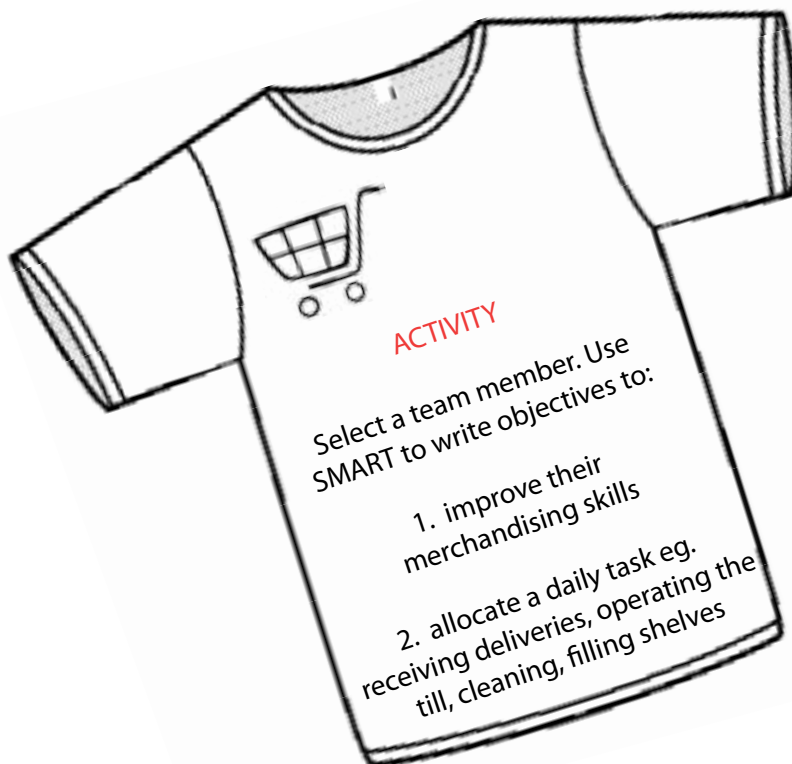 ACTIVITY
Select a team member. Use
SMART to write objectives to:
1. improve their
merchandising skills
2. allocate a daily task eg.
receiving deliveries, operating the
till, cleaning, filling shelves